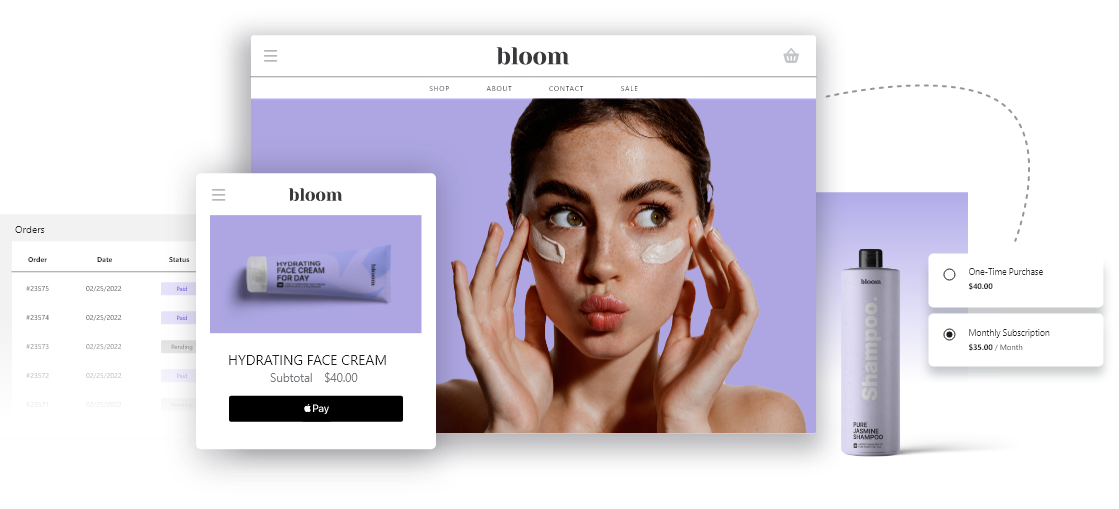 bloom
SHOP ABOUT CONTACT SALE
bloom
HYDRATING
FACE CREAM
FOR DAY
bloom
HYDRATING FACE CREAM
Subtotal $40.00
Pay
Orders
Order Date Status
#23575 02/25/2022 Paid
#23574 02/25/2022 Paid
#23573 02/25/2022 Pending
#23572 02/25/2022 Paid
#23571 02/25/2022 Pending
bloom
Shampoo.
PURE
JASMINE
SHAMPOO
One-Time Purchase
$40.00
Monthly Subscription
$35.00 / Month